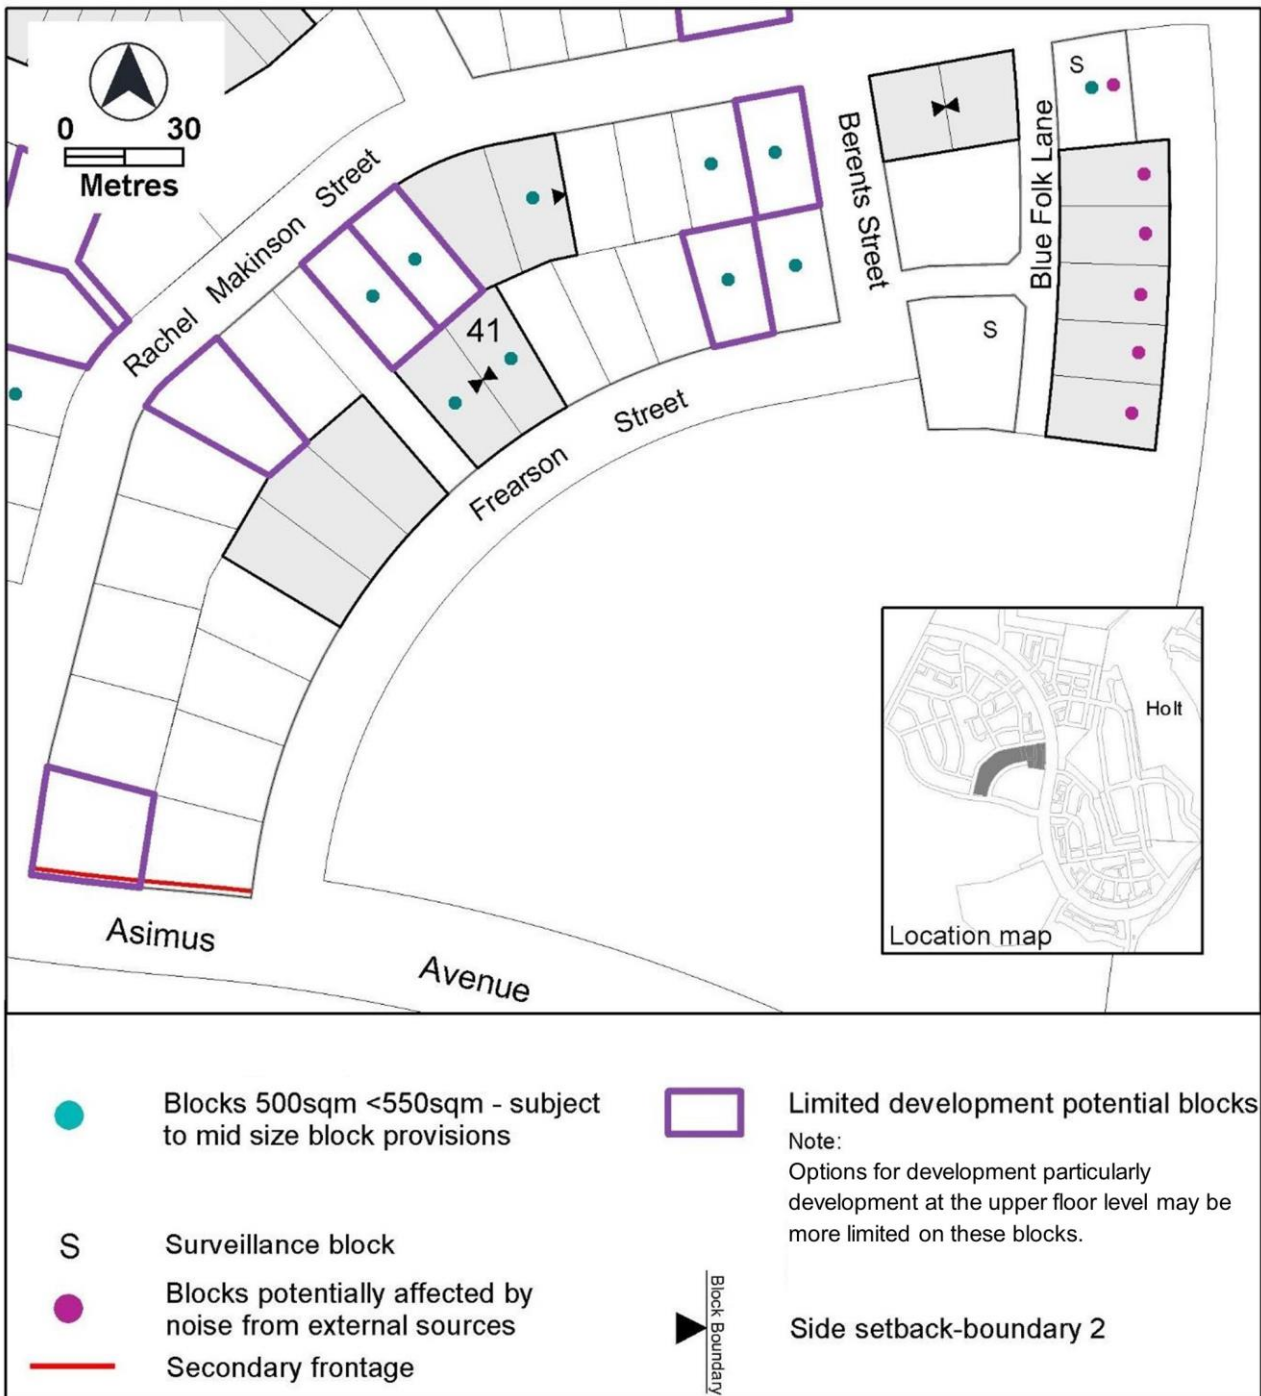 0 30
Metres
Rachel Makinson Street
Berents Street
Blue Folk Lane
S
41
S
Frearson Street
Holt
Location map
Asimus Avenue
Blocks 500sqm <550sqm - subject
to mid size block provisions
Limited development potential blocks
Note:
Options for development particularly
development at the upper floor level may be
more limited on these blocks.
S Surveillance block
Blocks potentially affected by
noise from external sources
Secondary frontage
Block Boundary
Side setback-boundary 2